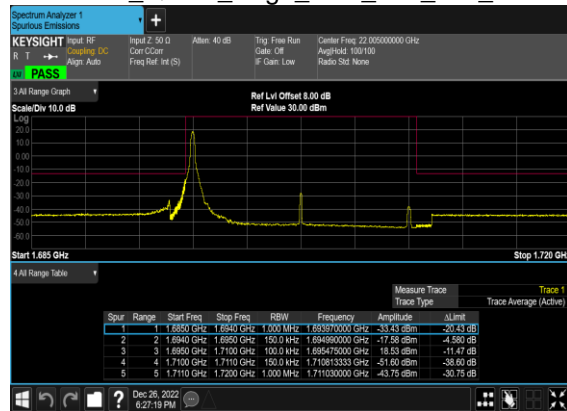 Spectrum Analyzer 1
Spurious Emissions
+
KEYSIGHT Input: RF Input Z: 50 Ω Atten: 40 dB Trig: Free Run Center Freq: 22.005000000 GHz
R T Coupling: DC Corr CCorr Gate: Off Avg|Hold: 100/100
Align: Auto Freq Ref: Int (S) IF Gain: Low Radio Std: None
PASS
3 All Range Graph Ref Lvl Offset 8.00 dB
Scale/Div 10.0 dB Ref Value 30.00 dBm
Log
20.0
10.0
0.00
-10.0
-20.0
-30.0
-40.0
-50.0
-60.0
Start 1.685 GHz Stop 1.720 GH
4 All Range Table
Measure Trace Trace 1
Trace Type Trace Average (Active)
Spur Range Start Freq Stop Freq RBW Frequency Amplitude ΔLimit
1 1 1.6850 GHz 1.6940 GHz 1.000 MHz 1.693970000 GHz -33.43 dBm -20.43 dB
2 2 1.6940 GHz 1.6950 GHz 150.0 kHz 1.694990000 GHz -17.58 dBm -4.580 dB
3 3 1.6950 GHz 1.7100 GHz 100.0 kHz 1.695475000 GHz 18.53 dBm -11.47 dB
4 4 1.7100 GHz 1.7110 GHz 150.0 kHz 1.710813333 GHz -51.60 dBm -38.60 dB
5 5 1.7110 GHz 1.7200 GHz 1.000 MHz 1.711030000 GHz -43.75 dBm -30.75 dB
? Dec 26, 2022
6:27:19 PM